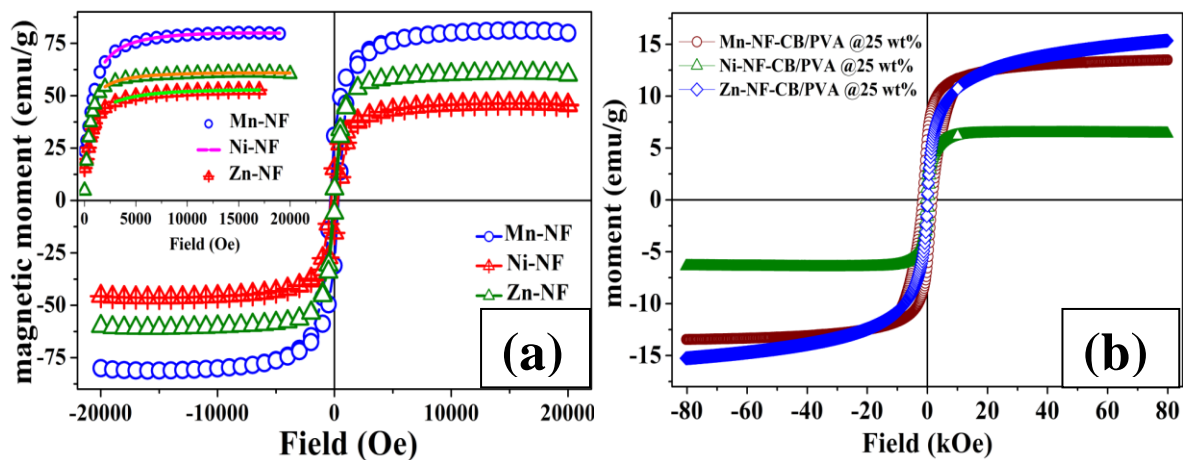 magnetic moment (emu/g)
75
50
25
0
-25
-50
-75
Mn-NF
Ni-NF
Zn-NF
0 5000 10000 15000 20000
Field (Oe)
Mn-NF
Ni-NF
Zn-NF
(a)
-20000 -10000 0 10000 20000
Field (Oe)
moment (emu/g)
15
10
5
0
-5
-10
-15
Mn-NF-CB/PVA @25 wt%
Ni-NF-CB/PVA @25 wt%
Zn-NF-CB/PVA @25 wt%
(b)
-80 -60 -40 -20 0 20 40 60 80
Field (kOe)